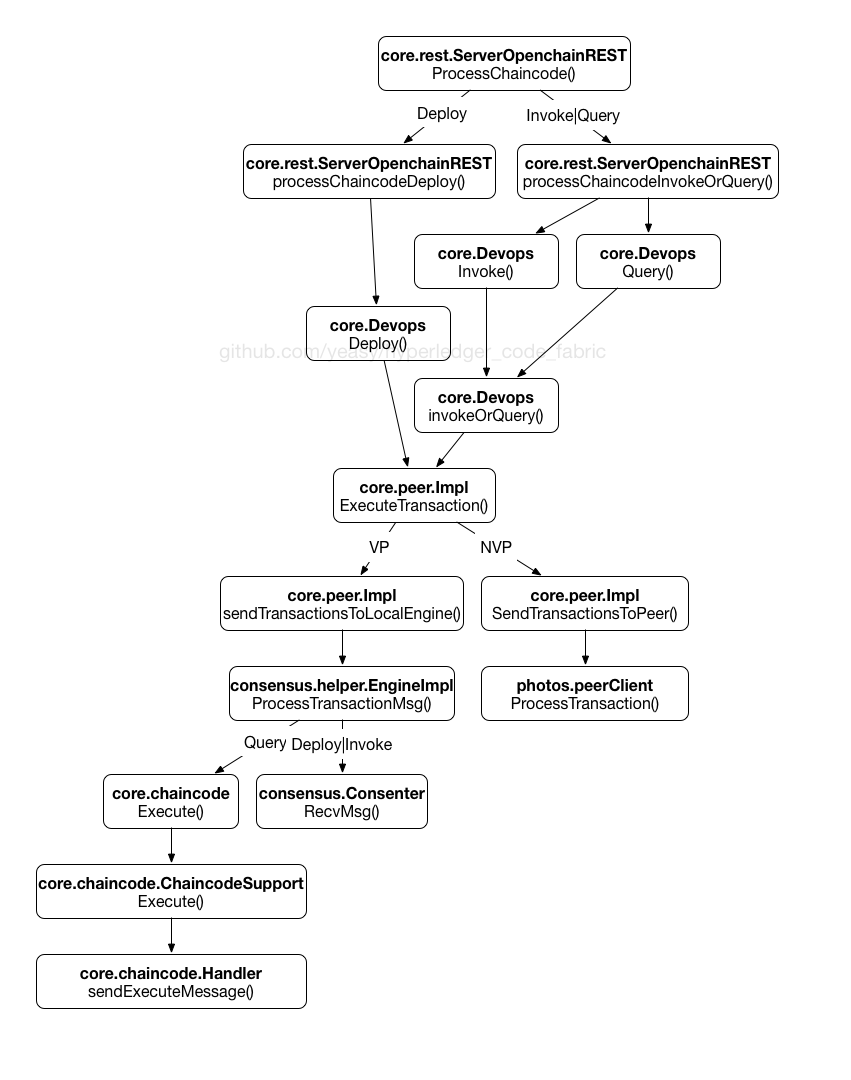 core.rest.ServerOpenchainREST
ProcessChaincode()
Deploy
Invoke|Query
core.rest.ServerOpenchainREST
processChaincodeDeploy()
core.rest.ServerOpenchainREST
processChaincodeInvokeOrQuery()
core.Devops
Invoke()
core.Devops
Query()
core.Devops
Deploy()
github.com/yeasy/hyperledger_code_fabric
core.Devops
invokeOrQuery()
core.peer.Impl
ExecuteTransaction()
VP
NVP
core.peer.Impl
sendTransactionsToLocalEngine()
core.peer.Impl
SendTransactionsToPeer()
consensus.helper.EngineImpl
ProcessTransactionMsg()
photos.peerClient
ProcessTransaction()
Query
Deploy|Invoke
core.chaincode
Execute()
consensus.Consenter
RecvMsg()
core.chaincode.ChaincodeSupport
Execute()
core.chaincode.Handler
sendExecuteMessage()